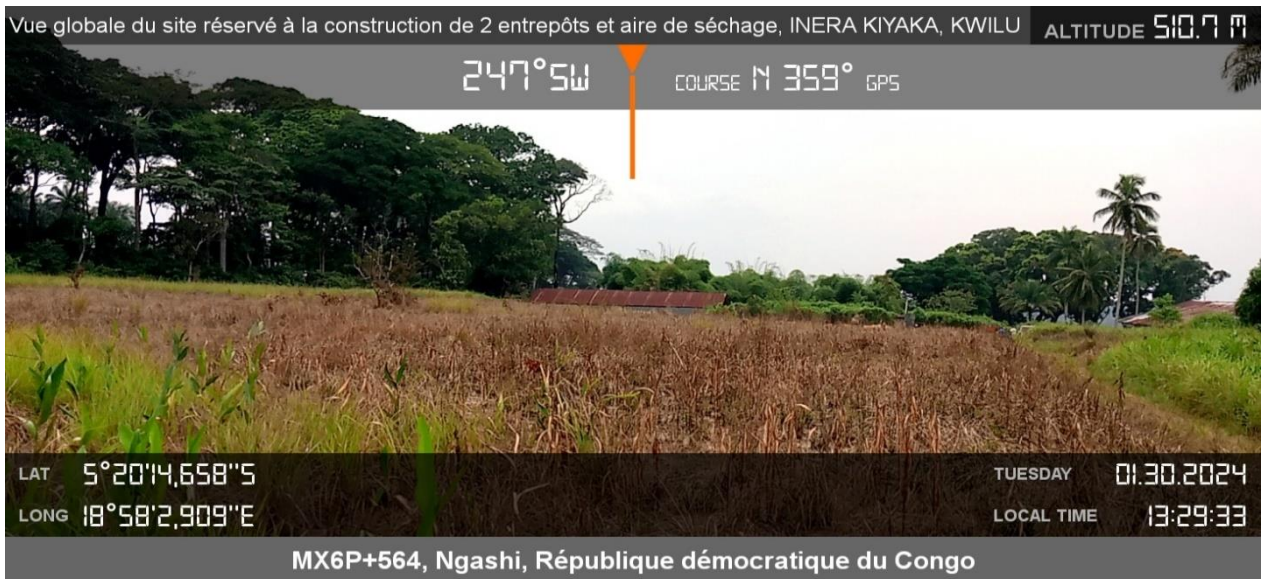 Vue globale du site réservé à la construction de 2 entrepôts et aire de séchage, INERA KIYAKA, KWILU
ALTITUDE 510.7 M
247°SW
COURSE N 359° GPS
LAT 5°20'14,658''S
LONG 18°58'2,909''E
TUESDAY 01.30.2024
LOCAL TIME 13:29:33
MX6P+564, Ngashi, République démocratique du Congo